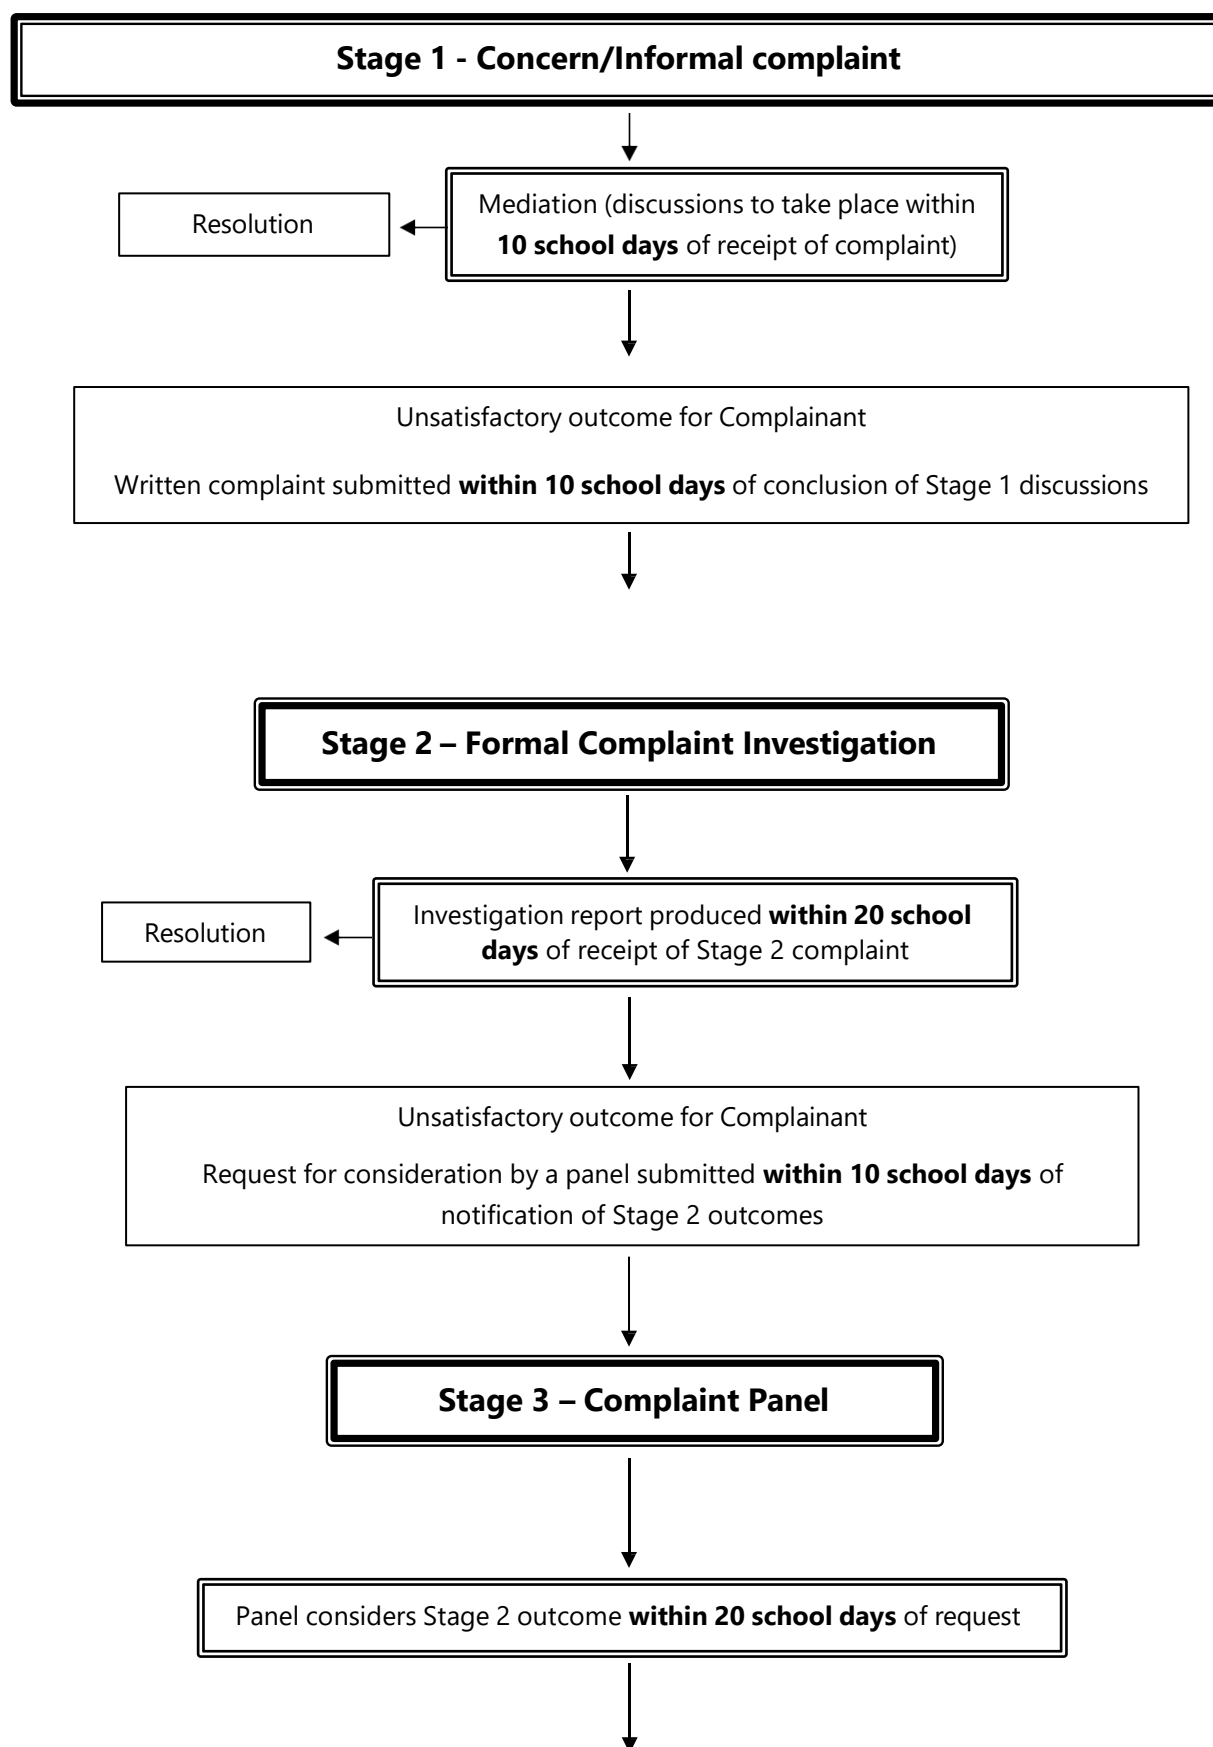 Stage 1 - Concern/Informal complaint
Mediation (discussions to take place within
10 school days of receipt of complaint)
Resolution
Unsatisfactory outcome for Complainant
Written complaint submitted within 10 school days of conclusion of Stage 1 discussions
Stage 2 – Formal Complaint Investigation
Investigation report produced within 20 school
days of receipt of Stage 2 complaint
Resolution
Unsatisfactory outcome for Complainant
Request for consideration by a panel submitted within 10 school days of
notification of Stage 2 outcomes
Stage 3 – Complaint Panel
Panel considers Stage 2 outcome within 20 school days of request